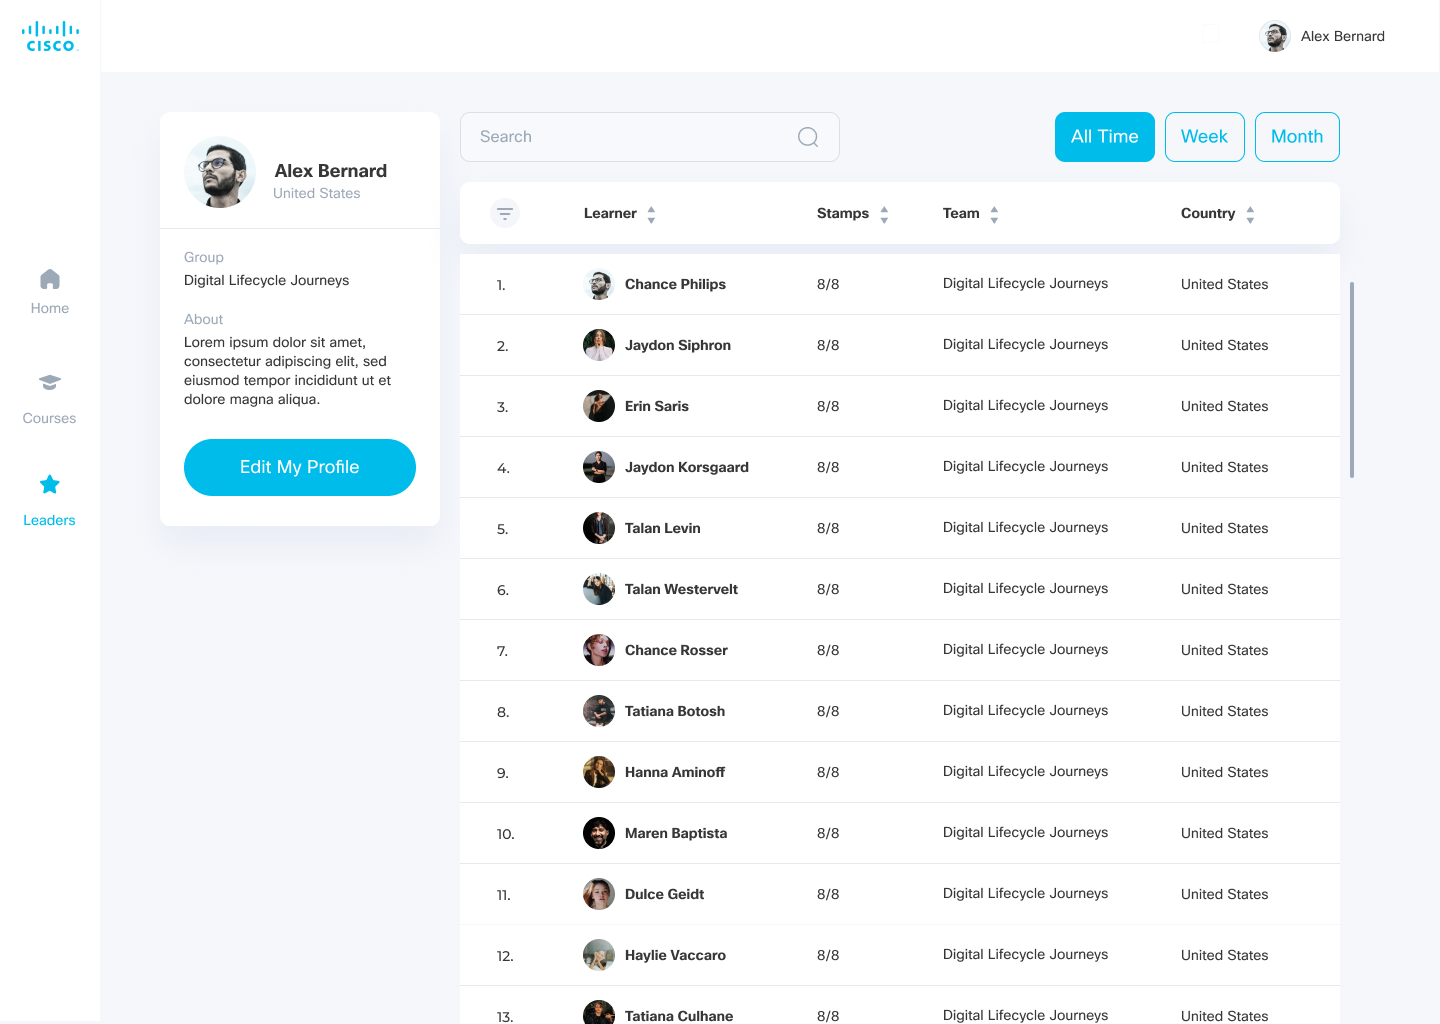 CISCO
Alex Bernard
Home
Courses
Leaders
Alex Bernard
United States
Group
Digital Lifecycle Journeys
About
Lorem ipsum dolor sit amet,
consectetur adipiscing elit, sed
eiusmod tempor incididunt ut et
dolore magna aliqua.
Edit My Profile
Search
All Time Week Month
Learner Stamps Team Country
1. Chance Philips 8/8 Digital Lifecycle Journeys United States
2. Jaydon Siphron 8/8 Digital Lifecycle Journeys United States
3. Erin Saris 8/8 Digital Lifecycle Journeys United States
4. Jaydon Korsgaard 8/8 Digital Lifecycle Journeys United States
5. Talan Levin 8/8 Digital Lifecycle Journeys United States
6. Talan Westervelt 8/8 Digital Lifecycle Journeys United States
7. Chance Rosser 8/8 Digital Lifecycle Journeys United States
8. Tatiana Botosh 8/8 Digital Lifecycle Journeys United States
9. Hanna Aminoff 8/8 Digital Lifecycle Journeys United States
10. Maren Baptista 8/8 Digital Lifecycle Journeys United States
11. Dulce Geidt 8/8 Digital Lifecycle Journeys United States
12. Haylie Vaccaro 8/8 Digital Lifecycle Journeys United States
13. Tatiana Culhane 8/8 Digital Lifecycle Journeys United States